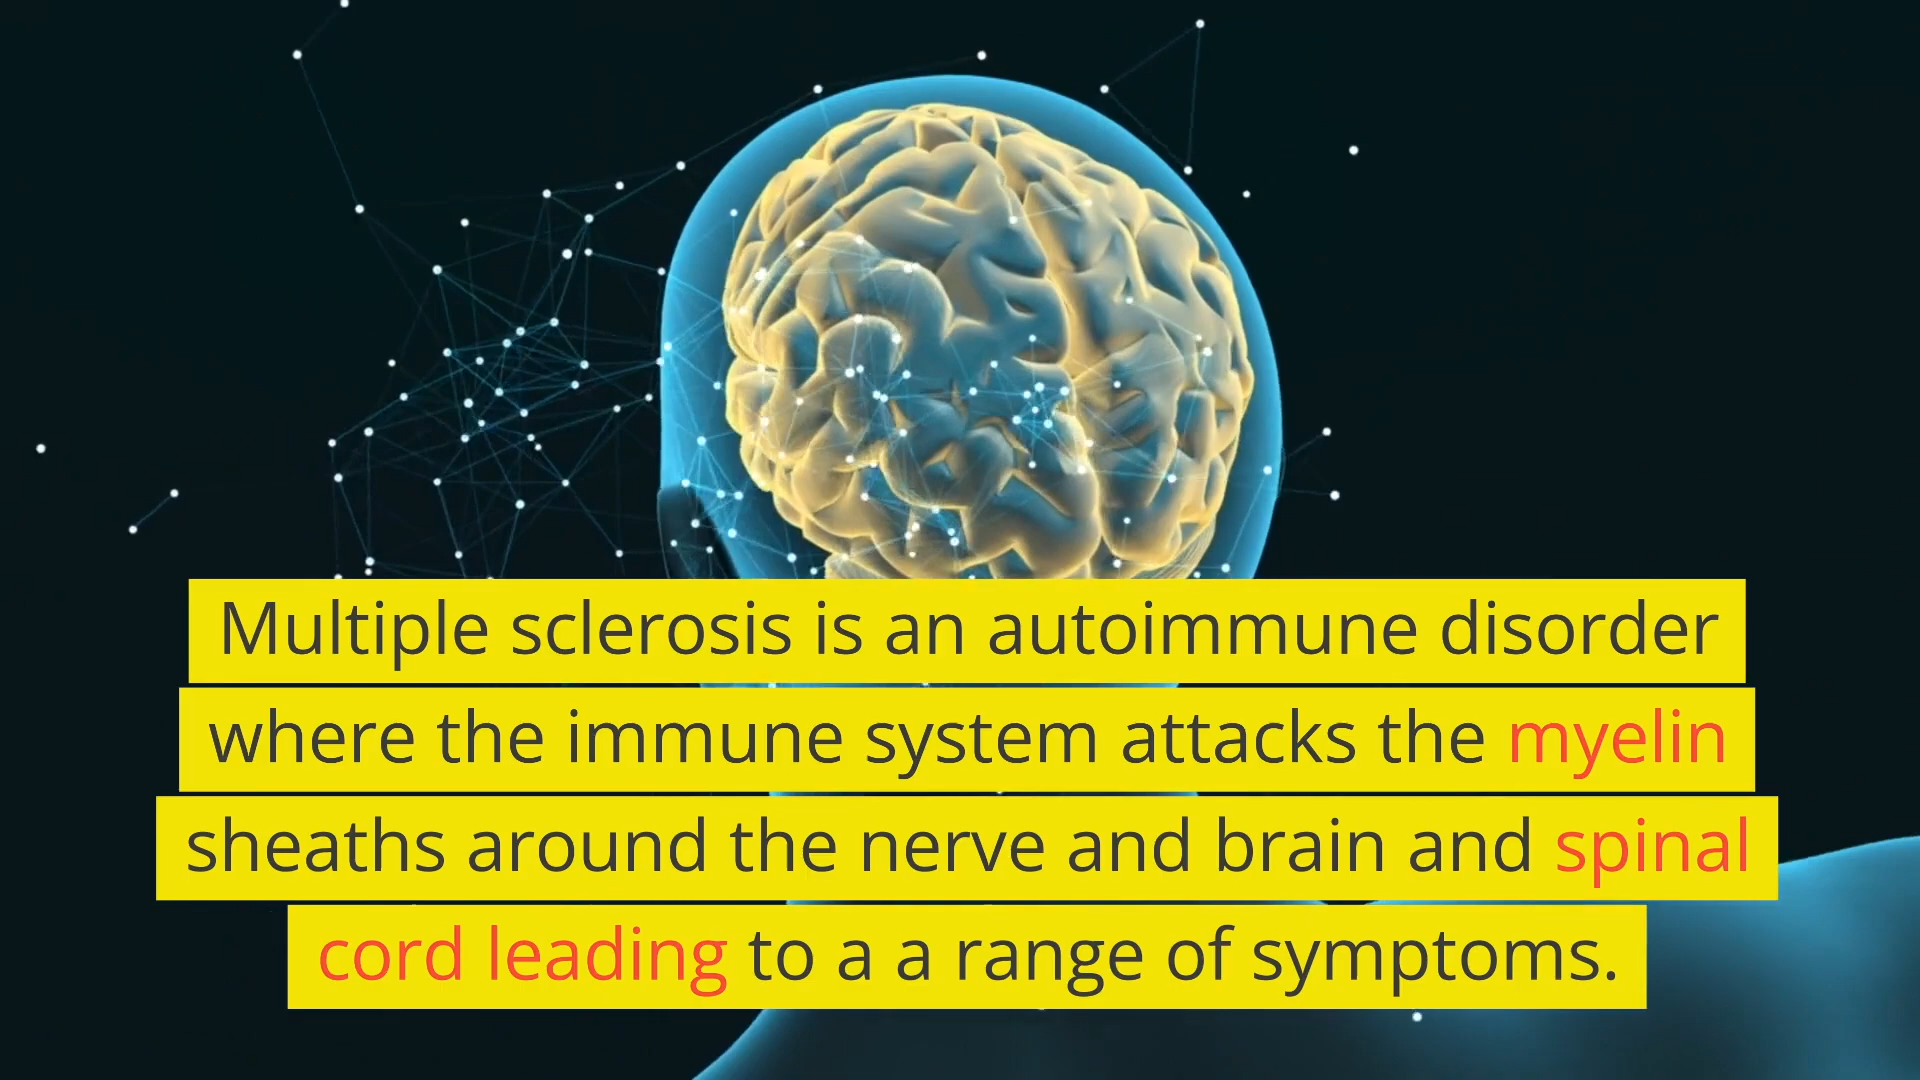 Multiple sclerosis is an autoimmune disorder
where the immune system attacks the myelin
sheaths around the nerve and brain and spinal
cord leading to a a range of symptoms.